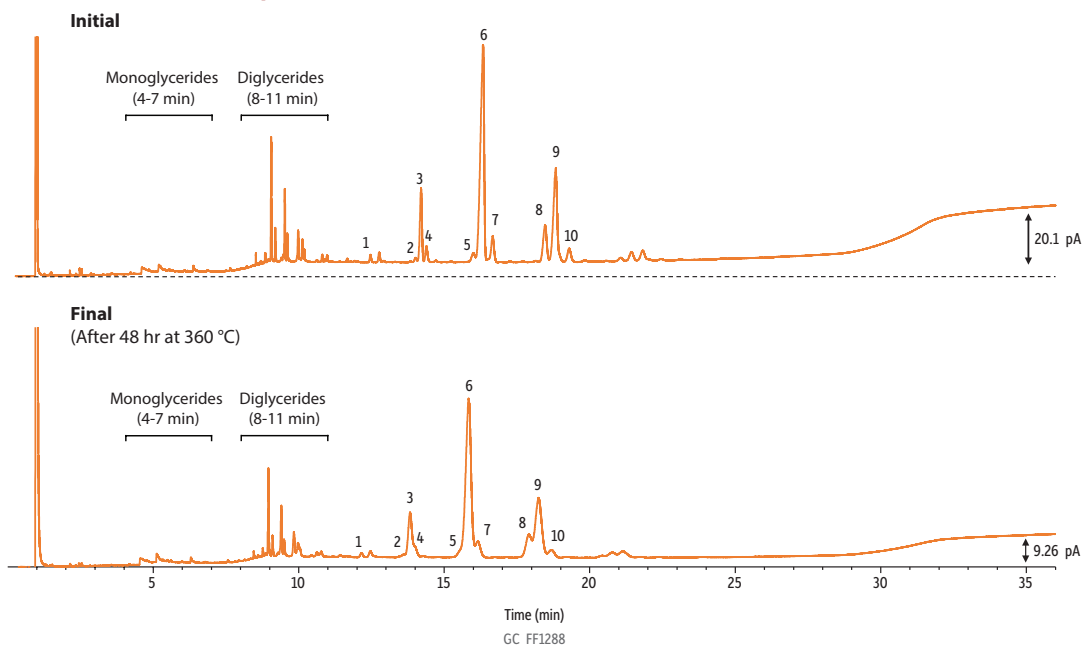 Initial
Monoglycerides
(4-7 min)
Diglycerides
(8-11 min)
1
2
3
4
5
6
7
8
9
10
20.1 pA
Final
(After 48 hr at 360 °C)
Monoglycerides
(4-7 min)
Diglycerides
(8-11 min)
1
2
3
4
5
6
7
8
9
10
9.26 pA
5 10 15 20 25 30 35
Time (min)
GC FF1288